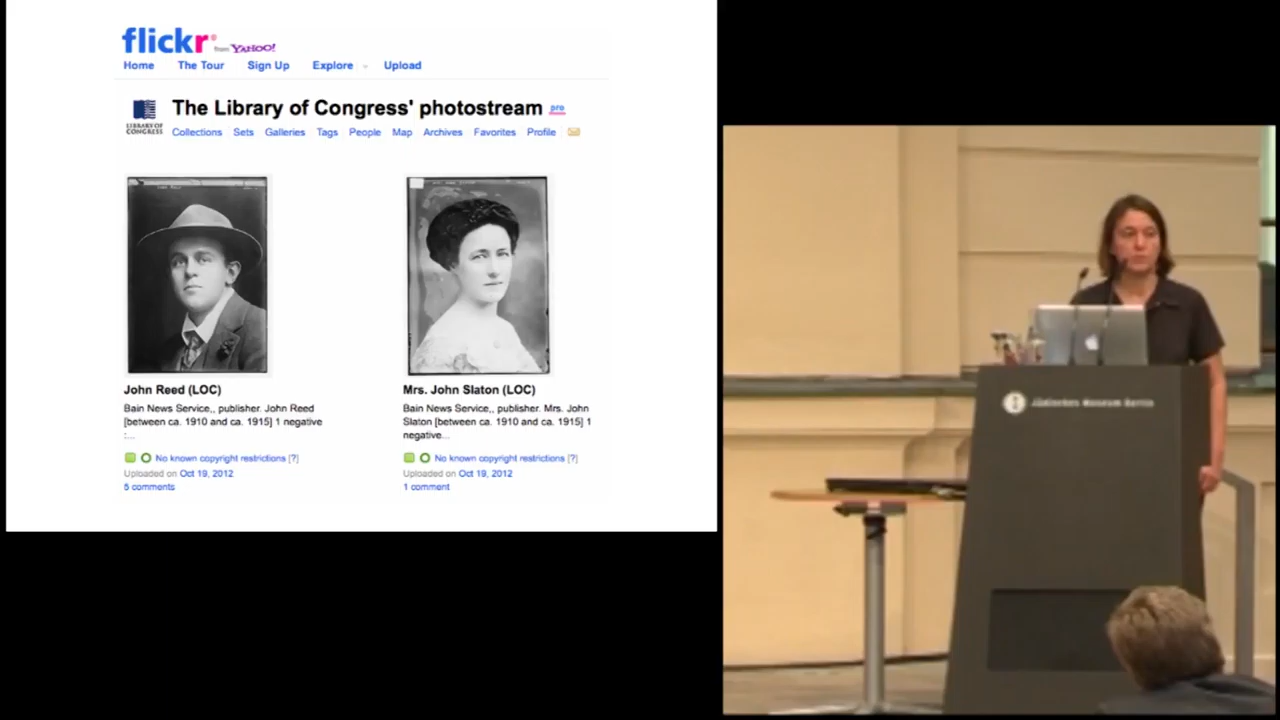 flickr from YAHOO!
Home The Tour Sign Up Explore Upload
The Library of Congress' photostream pro
LIBRARY OF
CONGRESS
Collections Sets Galleries Tags People Map Archives Favorites Profile
John Reed (LOC)
Bain News Service,, publisher. John Reed
[between ca. 1910 and ca. 1915] 1 negative
:...
No known copyright restrictions [?]
Uploaded on Oct 19, 2012
5 comments
Mrs. John Slaton (LOC)
Bain News Service,, publisher. Mrs. John
Slaton [between ca. 1910 and ca. 1915] 1
negative...
No known copyright restrictions [?]
Uploaded on Oct 19, 2012
1 comment
Jüdisches Museum Berlin